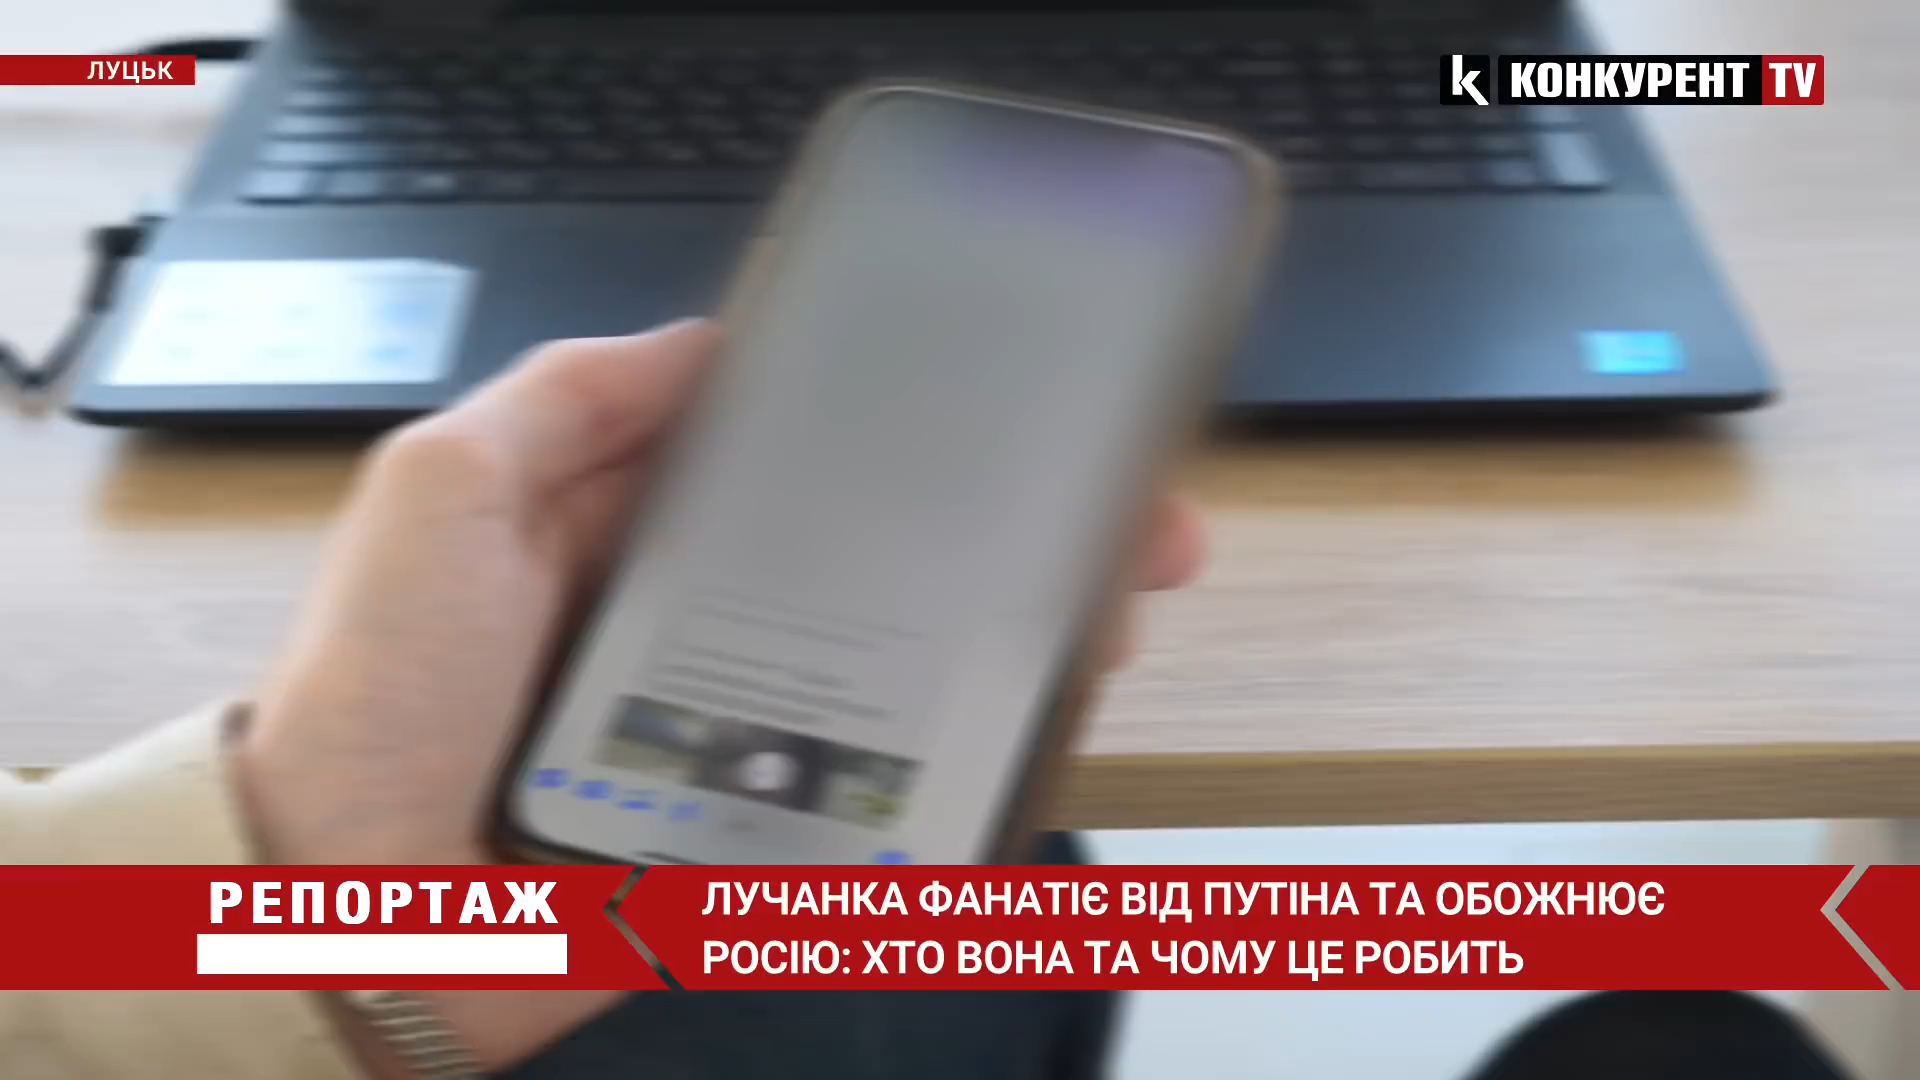 ЛУЦЬК
k КОНКУРЕНТ TV
РЕПОРТАЖ
ЛУЧАНКА ФАНАТІЄ ВІД ПУТІНА ТА ОБОЖНЮЄ
РОСІЮ: ХТО ВОНА ТА ЧОМУ ЦЕ РОБИТЬ